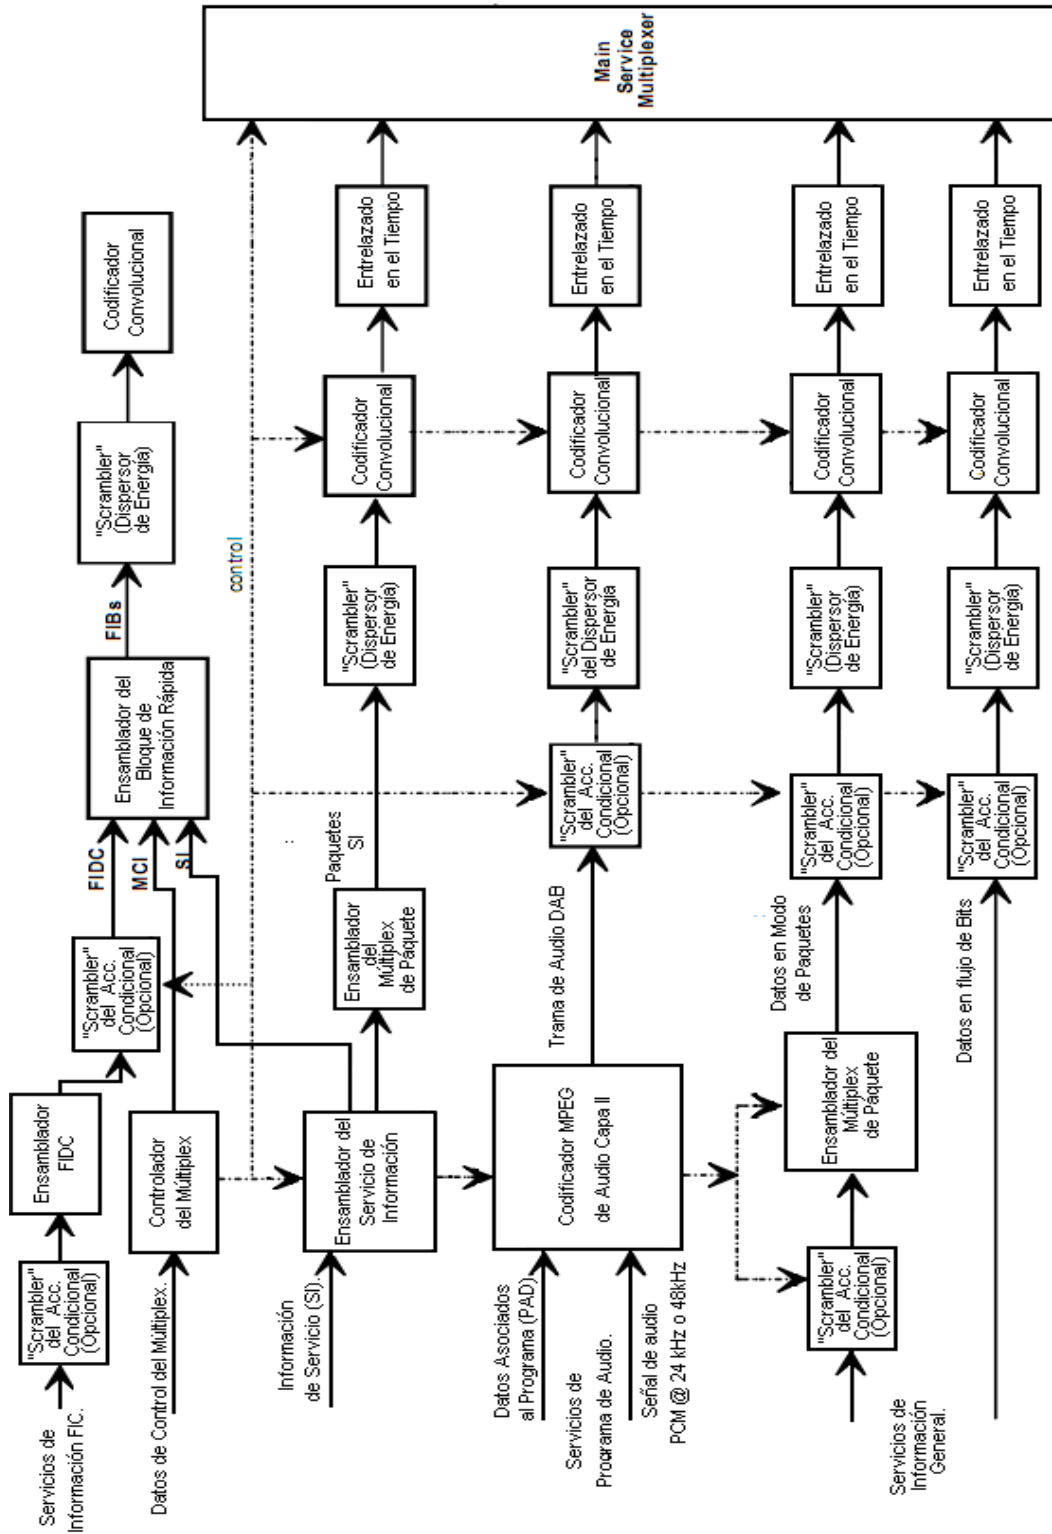 Servicios de
Información FIC.
"Scrambler"
del Acc.
Condicional
(Opcional)
Ensamblador
FIDC
"Scrambler"
del Acc.
Condicional
(Opcional)
FIDC
MCI
SI
Ensamblador del
Bloque de
Información Rápida
FIBs
"Scrambler"
(Dispersor
de Energía)
Codificador
Convolucional
Datos de Control del Múltiplex.
Controlador
del Múltiplex
control
Información
de Servicio (SI).
Ensamblador del
Servicio de
Información
Ensamblador
del
Múltiplex
de Páquete
Paquetes
SI
"Scrambler"
(Dispersor
de Energía)
Codificador
Convolucional
Entrelazado
en el Tiempo
Main
Service
Multiplexer
Datos Asociados
al Programa (PAD).
Servicios de
Programa de Audio.
Señal de audio
PCM @ 24 kHz o 48kHz
Codificador MPEG
de Audio Capa II
Trama de Audio DAB
"Scrambler"
del Acc.
Condicional
(Opcional)
"Scrambler"
del Dispersor
de Energía
Codificador
Convolucional
Entrelazado
en el Tiempo
Servicios de
Información
General.
"Scrambler"
del Acc.
Condicional
(Opcional)
Ensamblador del
Múltiplex
de Páquete
Datos en Modo
de Paquetes
"Scrambler"
del Acc.
Condicional
(Opcional)
"Scrambler"
(Dispersor
de Energía)
Codificador
Convolucional
Entrelazado
en el Tiempo
Datos en flujo de Bits
"Scrambler"
del Acc.
Condicional
(Opcional)
"Scrambler"
(Dispersor
de Energía)
Codificador
Convolucional
Entrelazado
en el Tiempo